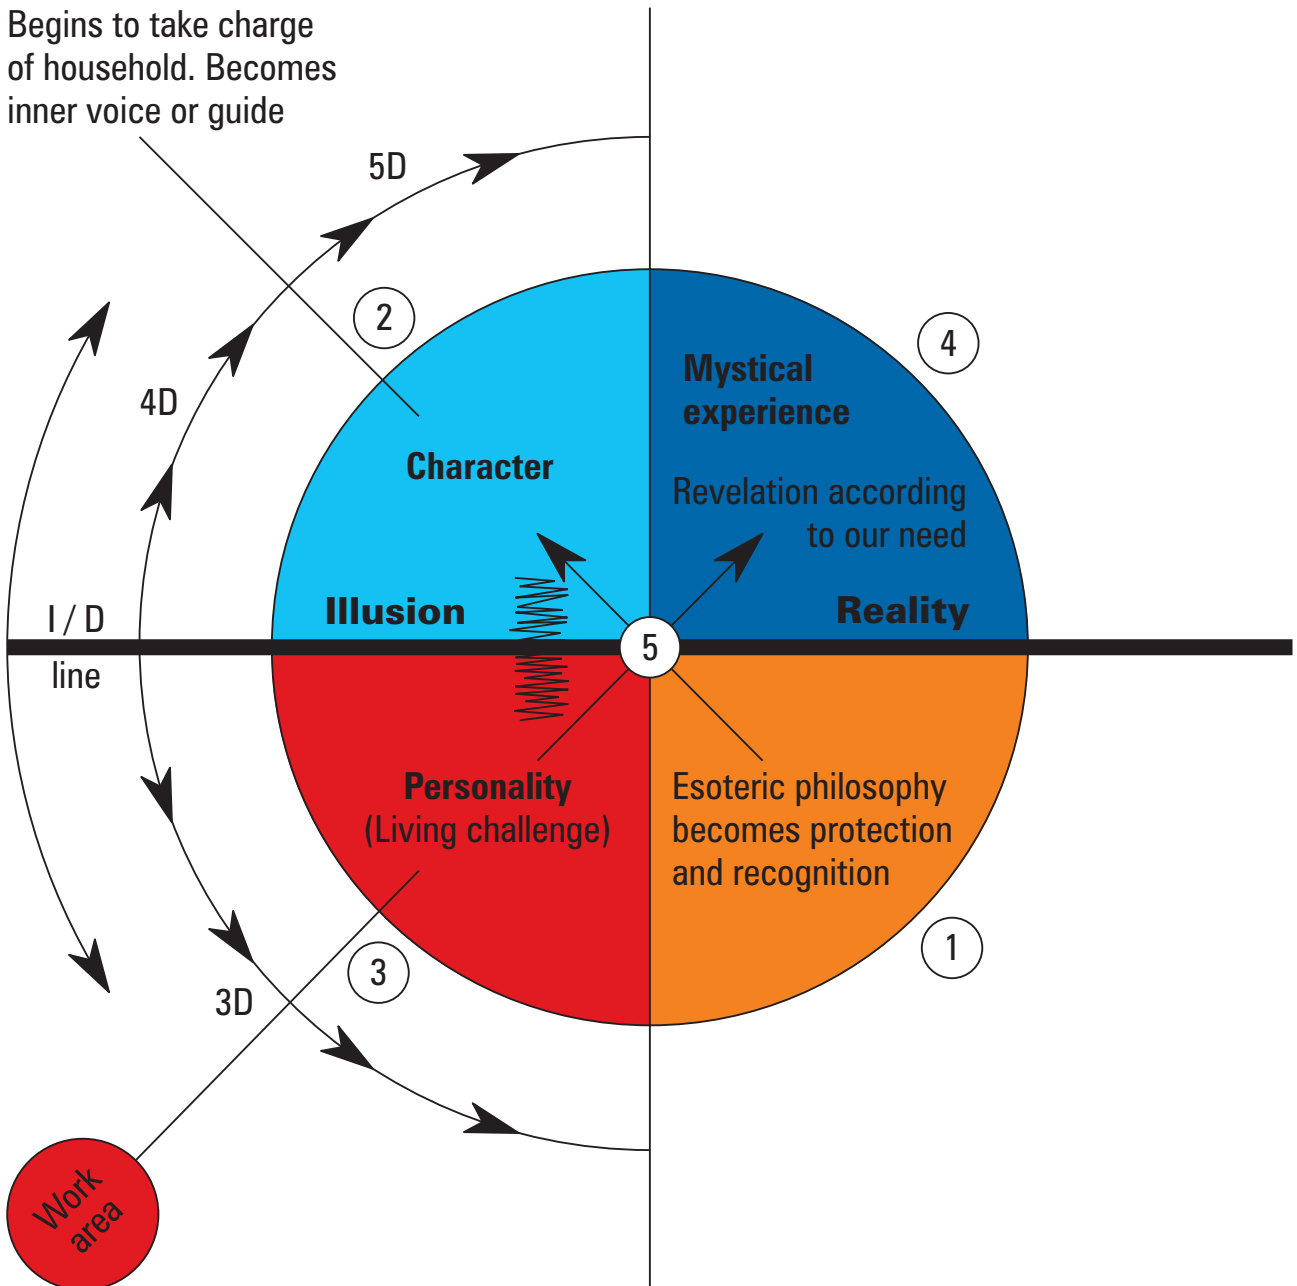 Begins to take charge
of household. Becomes
inner voice or guide
5D
2
4
4D
Mystical
experience
Character
Revelation according
to our need
I / D
line
Illusion
Reality
5
Personality
(Living challenge)
Esoteric philosophy
becomes protection
and recognition
1
3
3D
Work
area